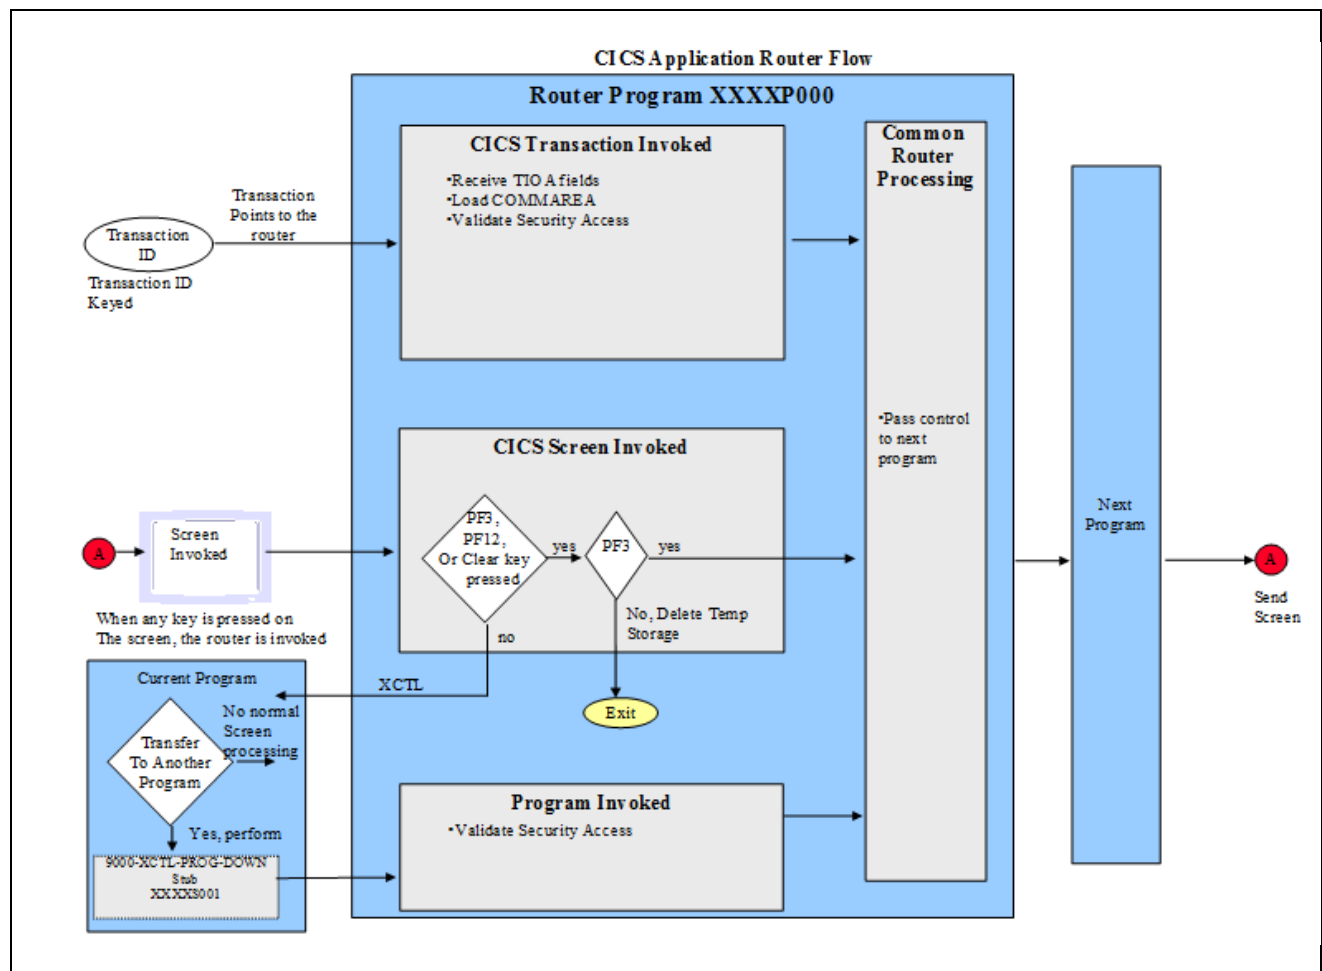 CICS Application Router Flow
Router Program XXXXP000
CICS Transaction Invoked
•Receive TIOA fields
•Load COMMAREA
•Validate Security Access
Common
Router
Processing
Transaction
Points to the
router
Transaction
ID
Transaction ID
Keyed
•Pass control
to next
program
CICS Screen Invoked
PF3,
PF12,
Or Clear key
pressed
yes
PF3
yes
No, Delete Temp
Storage
no
Exit
A
Screen
Invoked
When any key is pressed on
The screen, the router is invoked
Next
Program
A
Send
Screen
XCTL
Current Program
No normal
Screen
processing
Transfer
To Another
Program
Yes, perform
9000-XCTL-PROG-DOWN
Stub
XXXXS001
Program Invoked
•Validate Security Access